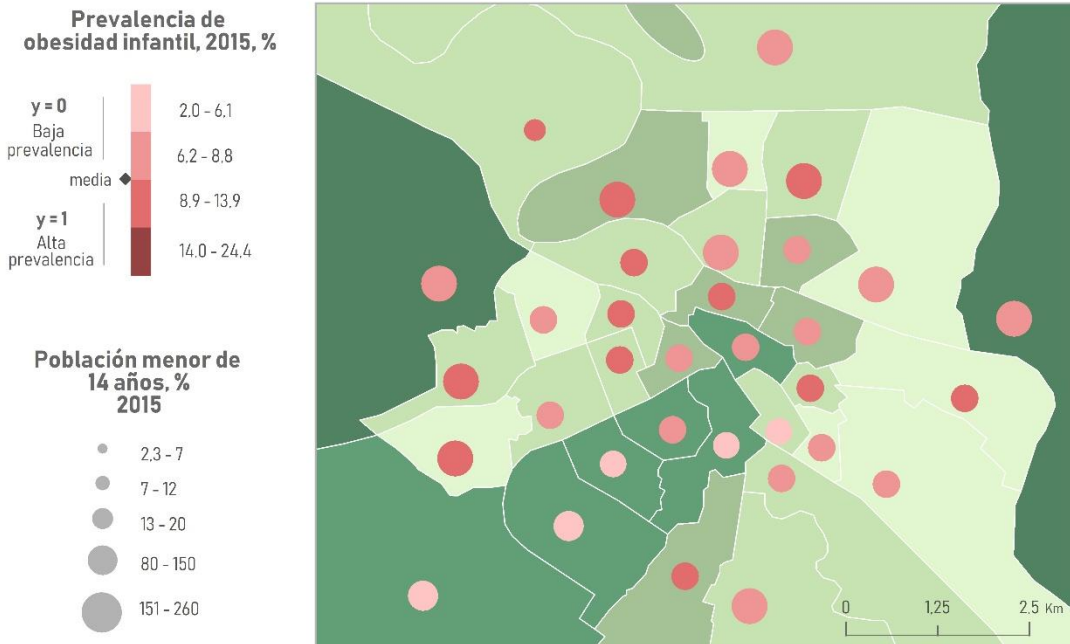 Prevalencia de
obesidad infantil, 2015, %
y = 0
Baja
prevalencia
media
y = 1
Alta
prevalencia
2.0 - 6,1
6,2 - 8.8
8,9 - 13,9
14,0 - 24,4
Población menor de
14 años, %
2015
2,3 - 7
7 - 12
13 - 20
80 - 150
151 - 260
0 1,25 2,5 Km